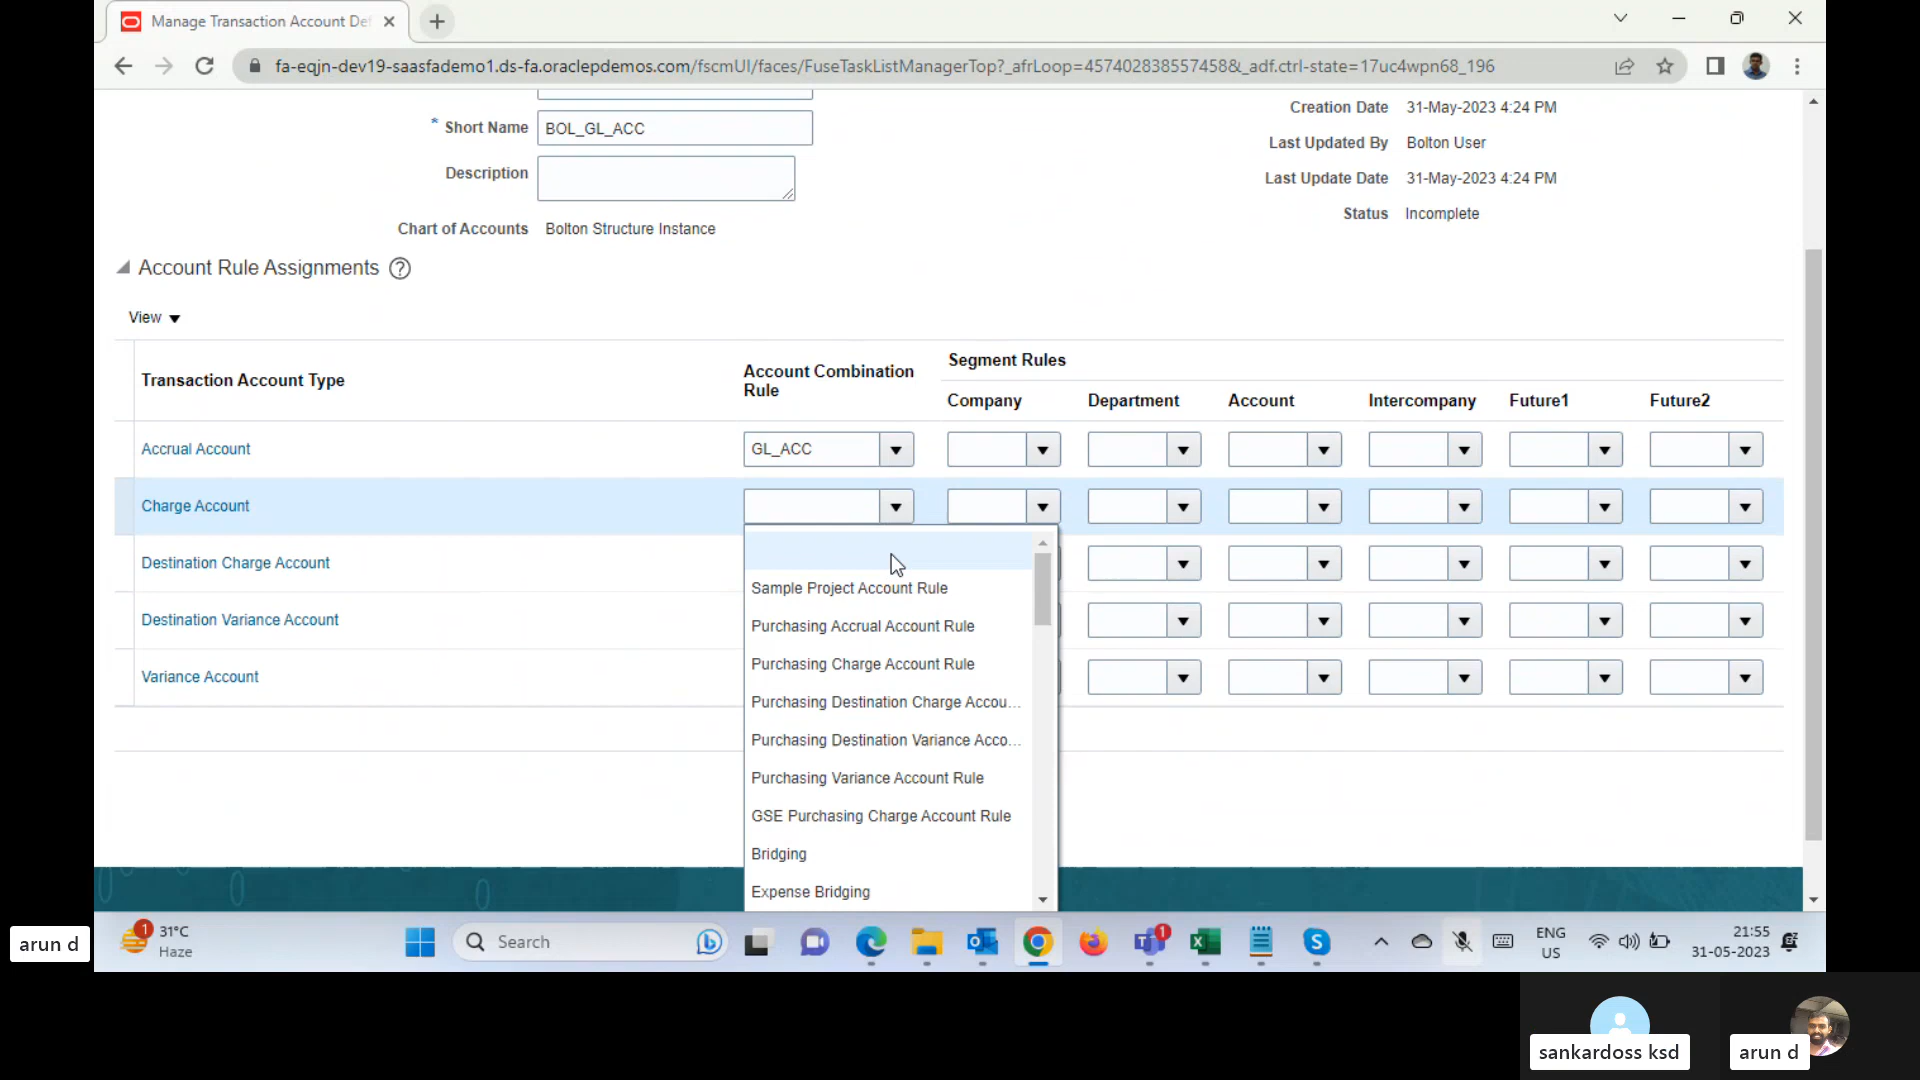 Manage Transaction Account Def
fa-eqjn-dev19-saasfademo1.ds-fa.oraclepdemos.com/fscmUI/faces/FuseTaskListManagerTop?_afrLoop=45740283855​7458&_adf.ctrl-state=17uc4wpn68_196
* Short Name BOL_GL_ACC
Description
Chart of Accounts Bolton Structure Instance
Creation Date 31-May-2023 4:24 PM
Last Updated By Bolton User
Last Update Date 31-May-2023 4:24 PM
Status Incomplete
Account Rule Assignments ?
View
Transaction Account Type
Account Combination
Rule
Segment Rules
Company Department Account Intercompany Future1 Future2
Accrual Account GL_ACC
Charge Account
Destination Charge Account
Destination Variance Account
Variance Account
Sample Project Account Rule
Purchasing Accrual Account Rule
Purchasing Charge Account Rule
Purchasing Destination Charge Accou...
Purchasing Destination Variance Acco...
Purchasing Variance Account Rule
GSE Purchasing Charge Account Rule
Bridging
Expense Bridging
1
31°C
Haze
Search
1
ENG
US
21:55
31-05-2023
arun d
sankardoss ksd
arun d